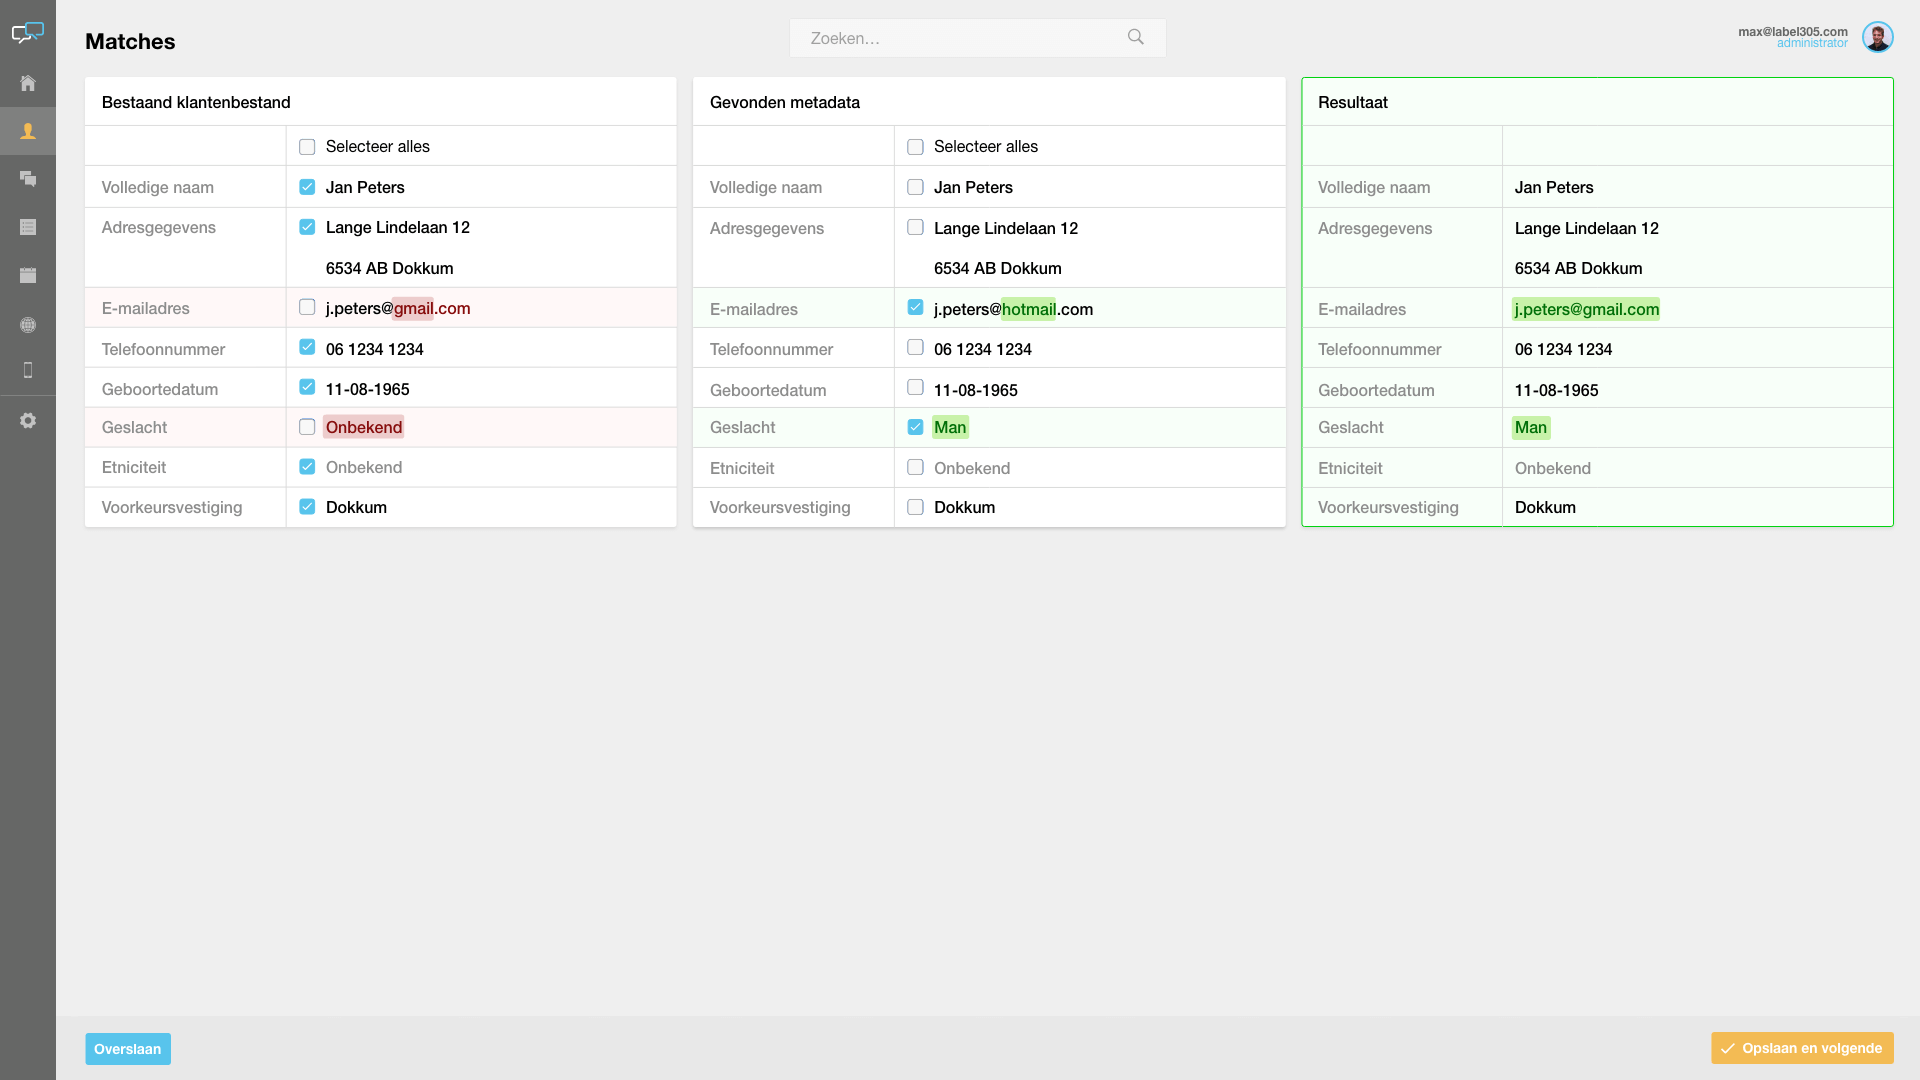 Matches
Zoeken...
max@label305.com
administrator
Bestaand klantenbestand
Selecteer alles
Volledige naam Jan Peters
Adresgegevens Lange Lindelaan 12
6534 AB Dokkum
E-mailadres j.peters@gmail.com
Telefoonnummer 06 1234 1234
Geboortedatum 11-08-1965
Geslacht Onbekend
Etniciteit Onbekend
Voorkeursvestiging Dokkum
Gevonden metadata
Selecteer alles
Volledige naam Jan Peters
Adresgegevens Lange Lindelaan 12
6534 AB Dokkum
E-mailadres j.peters@hotmail.com
Telefoonnummer 06 1234 1234
Geboortedatum 11-08-1965
Geslacht Man
Etniciteit Onbekend
Voorkeursvestiging Dokkum
Resultaat
Volledige naam Jan Peters
Adresgegevens Lange Lindelaan 12
6534 AB Dokkum
E-mailadres j.peters@gmail.com
Telefoonnummer 06 1234 1234
Geboortedatum 11-08-1965
Geslacht Man
Etniciteit Onbekend
Voorkeursvestiging Dokkum
Overslaan
Opslaan en volgende